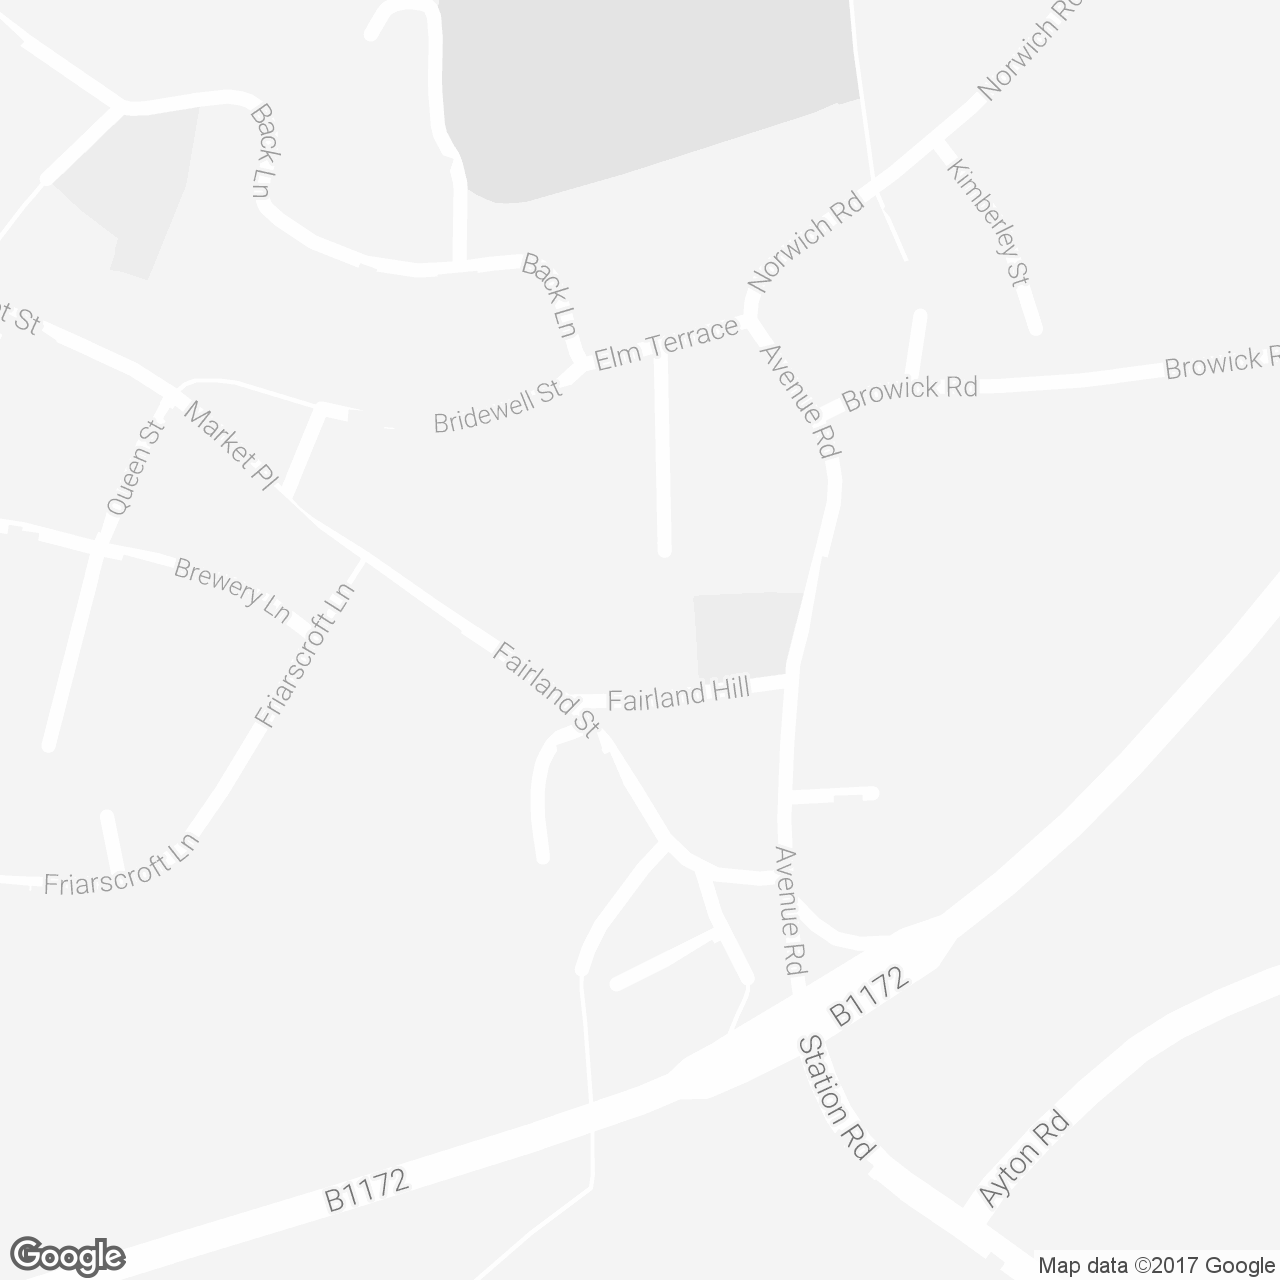 Norwich Rd
Back Ln
Kimberley St
Norwich Rd
Back Ln
Elm Terrace
Avenue Rd
Browick Rd
Browick R
Bridewell St
Market Pl
Queen St
Brewery Ln
Friarscroft Ln
Fairland St
Fairland Hill
Friarscroft Ln
Avenue Rd
B1172
Station Rd
Ayton Rd
B1172
Google
Map data ©2017 Google